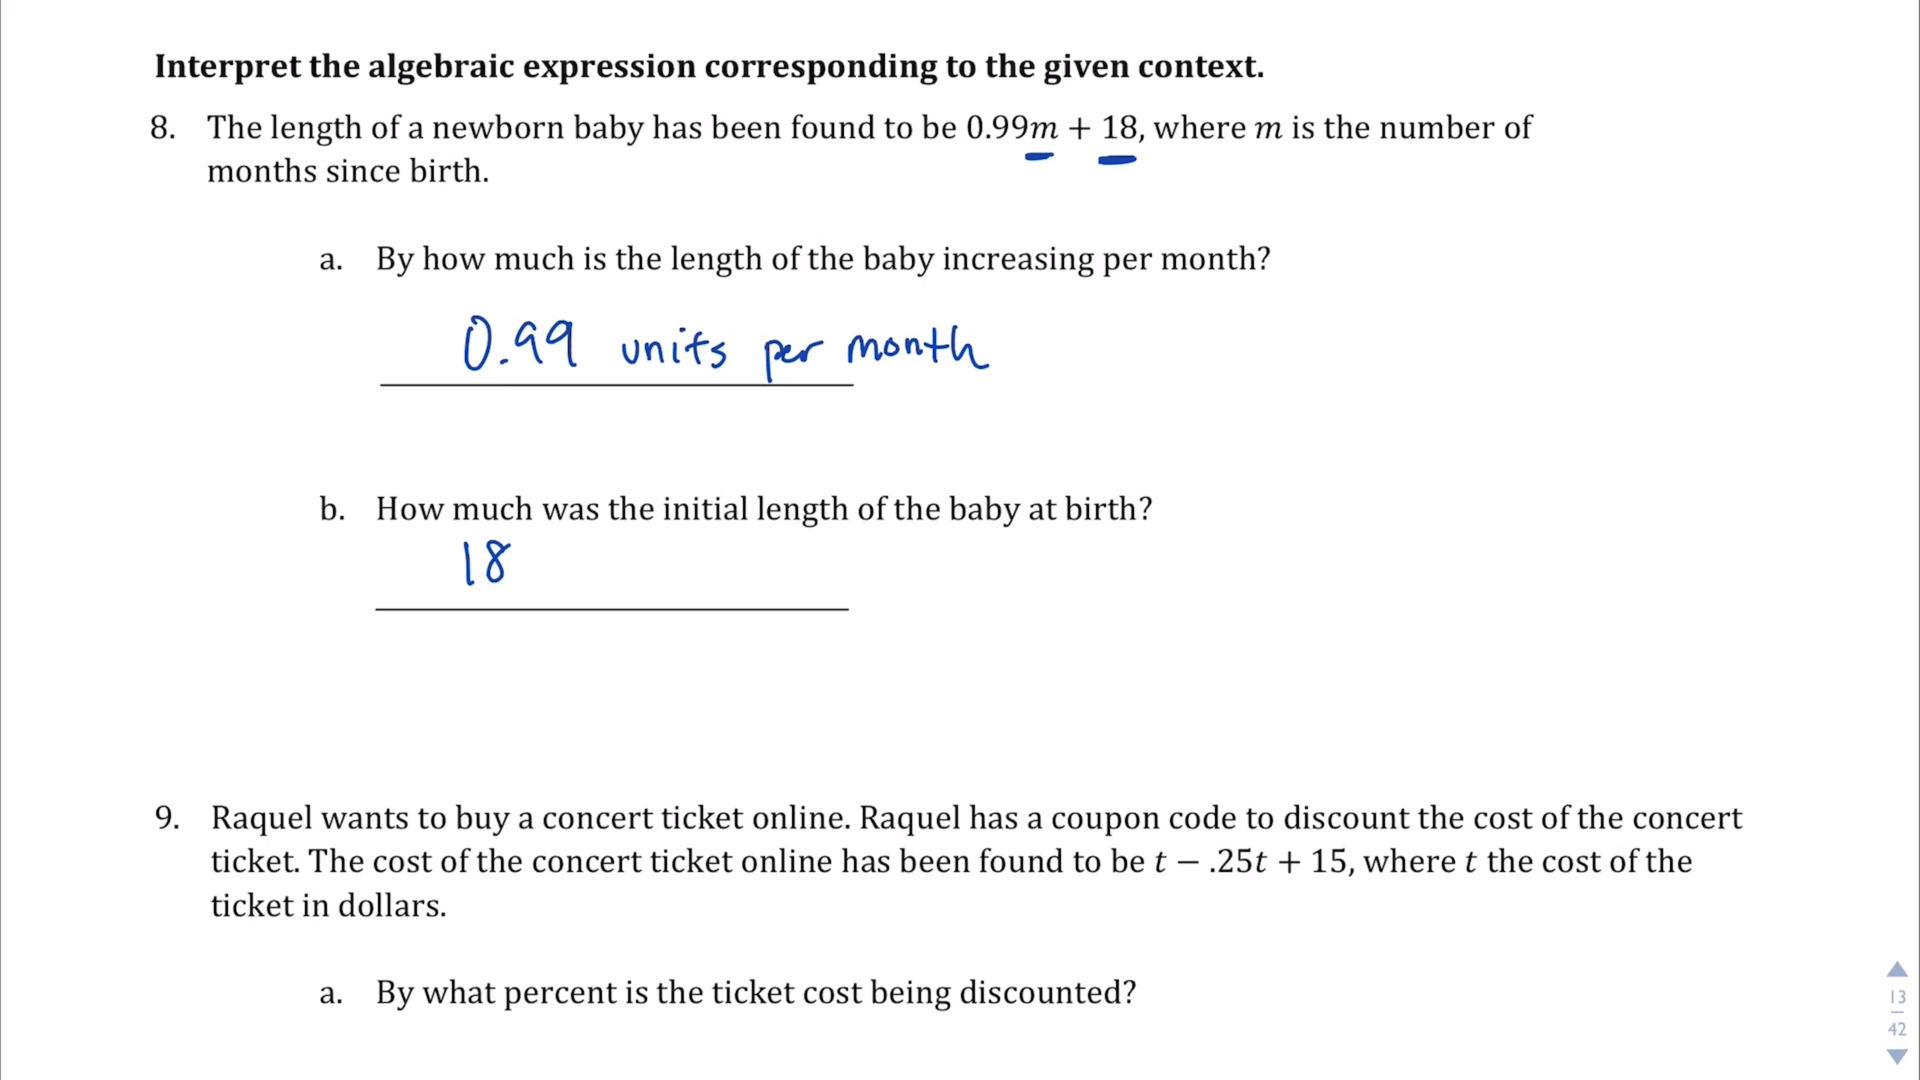 Interpret the algebraic expression corresponding to the given context.
8. The length of a newborn baby has been found to be 0.99m + 18, where m is the number of
months since birth.
a. By how much is the length of the baby increasing per month?
0.99 units per month
b. How much was the initial length of the baby at birth?
18
9. Raquel wants to buy a concert ticket online. Raquel has a coupon code to discount the cost of the concert
ticket. The cost of the concert ticket online has been found to be t − .25t + 15, where t the cost of the
ticket in dollars.
a. By what percent is the ticket cost being discounted?
13
42